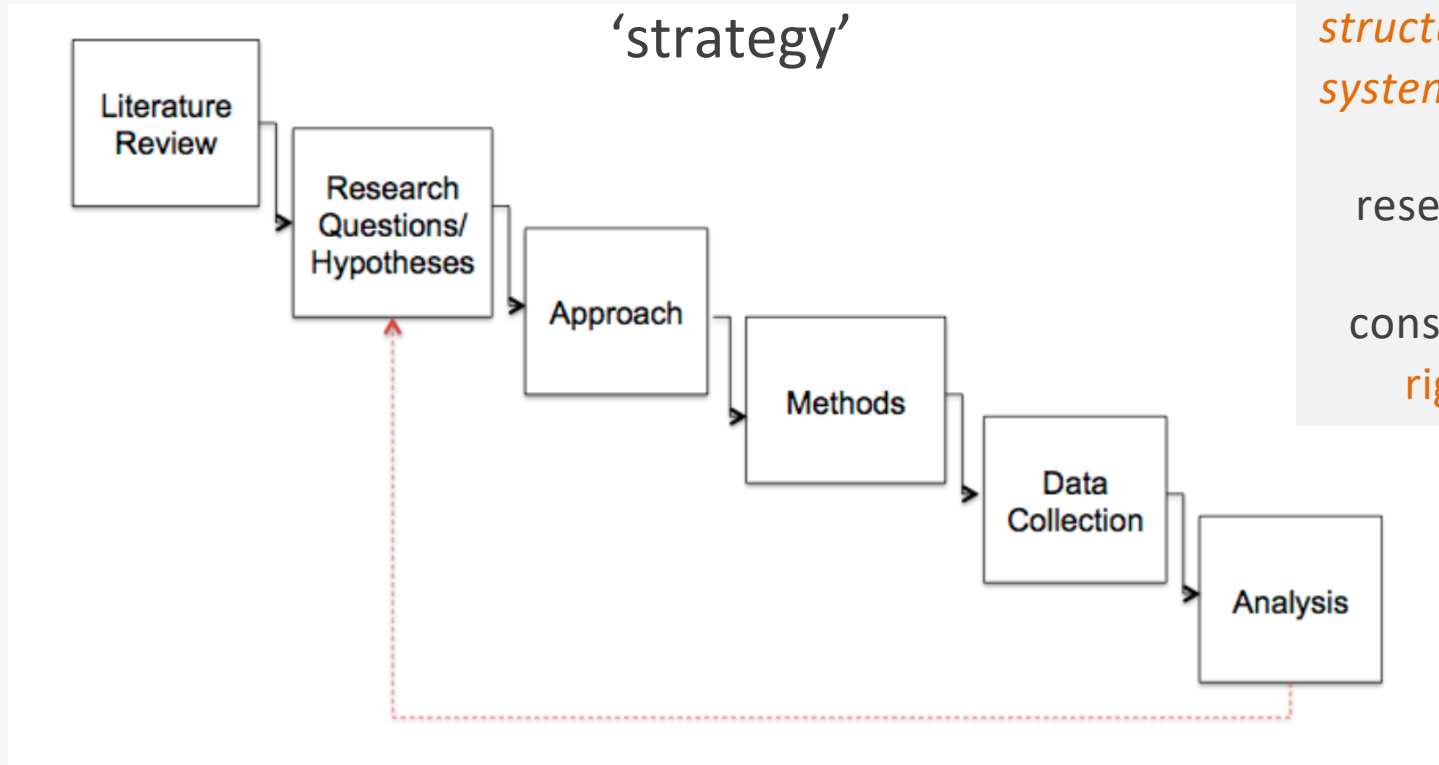 ‘strategy’
Literature
Review
Research
Questions/
Hypotheses
Approach
Methods
Data
Collection
Analysis